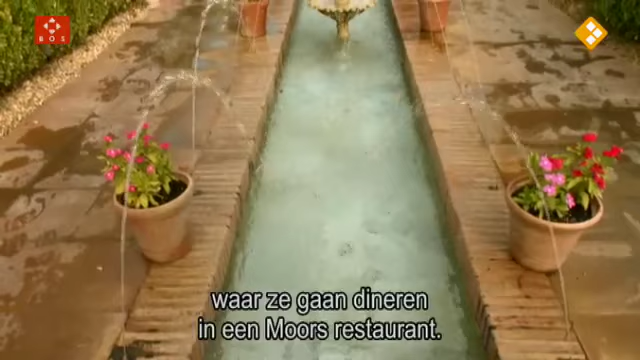 BOS
waar ze gaan dineren
in een Moors restaurant.